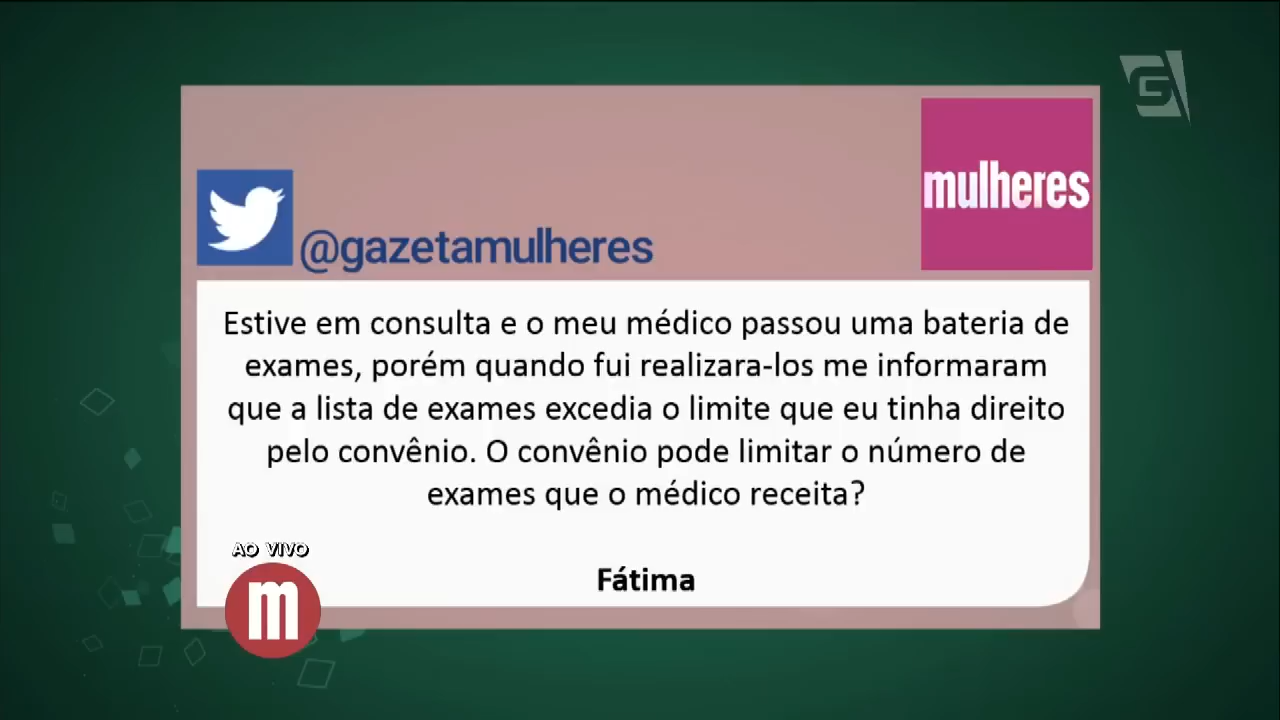 mulheres
@gazetamulheres
Estive em consulta e o meu médico passou uma bateria de
exames, porém quando fui realizara-los me informaram
que a lista de exames excedia o limite que eu tinha direito
pelo convênio. O convênio pode limitar o número de
exames que o médico receita?
Fátima
AO VIVO
m
G